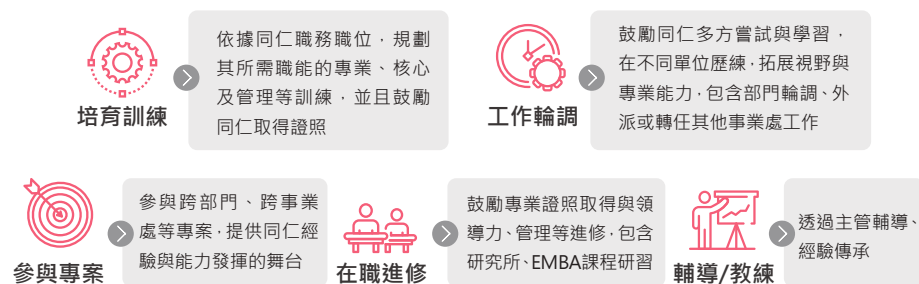 依據同仁職務職位，規劃
其所需職能的專業、核心
及管理等訓練，並且鼓勵
同仁取得證照
培育訓練
鼓勵同仁多方嘗試與學習，
在不同單位歷練，拓展視野與
專業能力，包含部門輪調、外
派或轉任其他事業處工作
工作輪調
參與跨部門、跨事業
處等專案，提供同仁經
驗與能力發揮的舞台
參與專案
鼓勵專業證照取得與領
導力、管理等進修，包含
研究所、EMBA課程研習
在職進修
透過主管輔導、
經驗傳承
輔導/教練